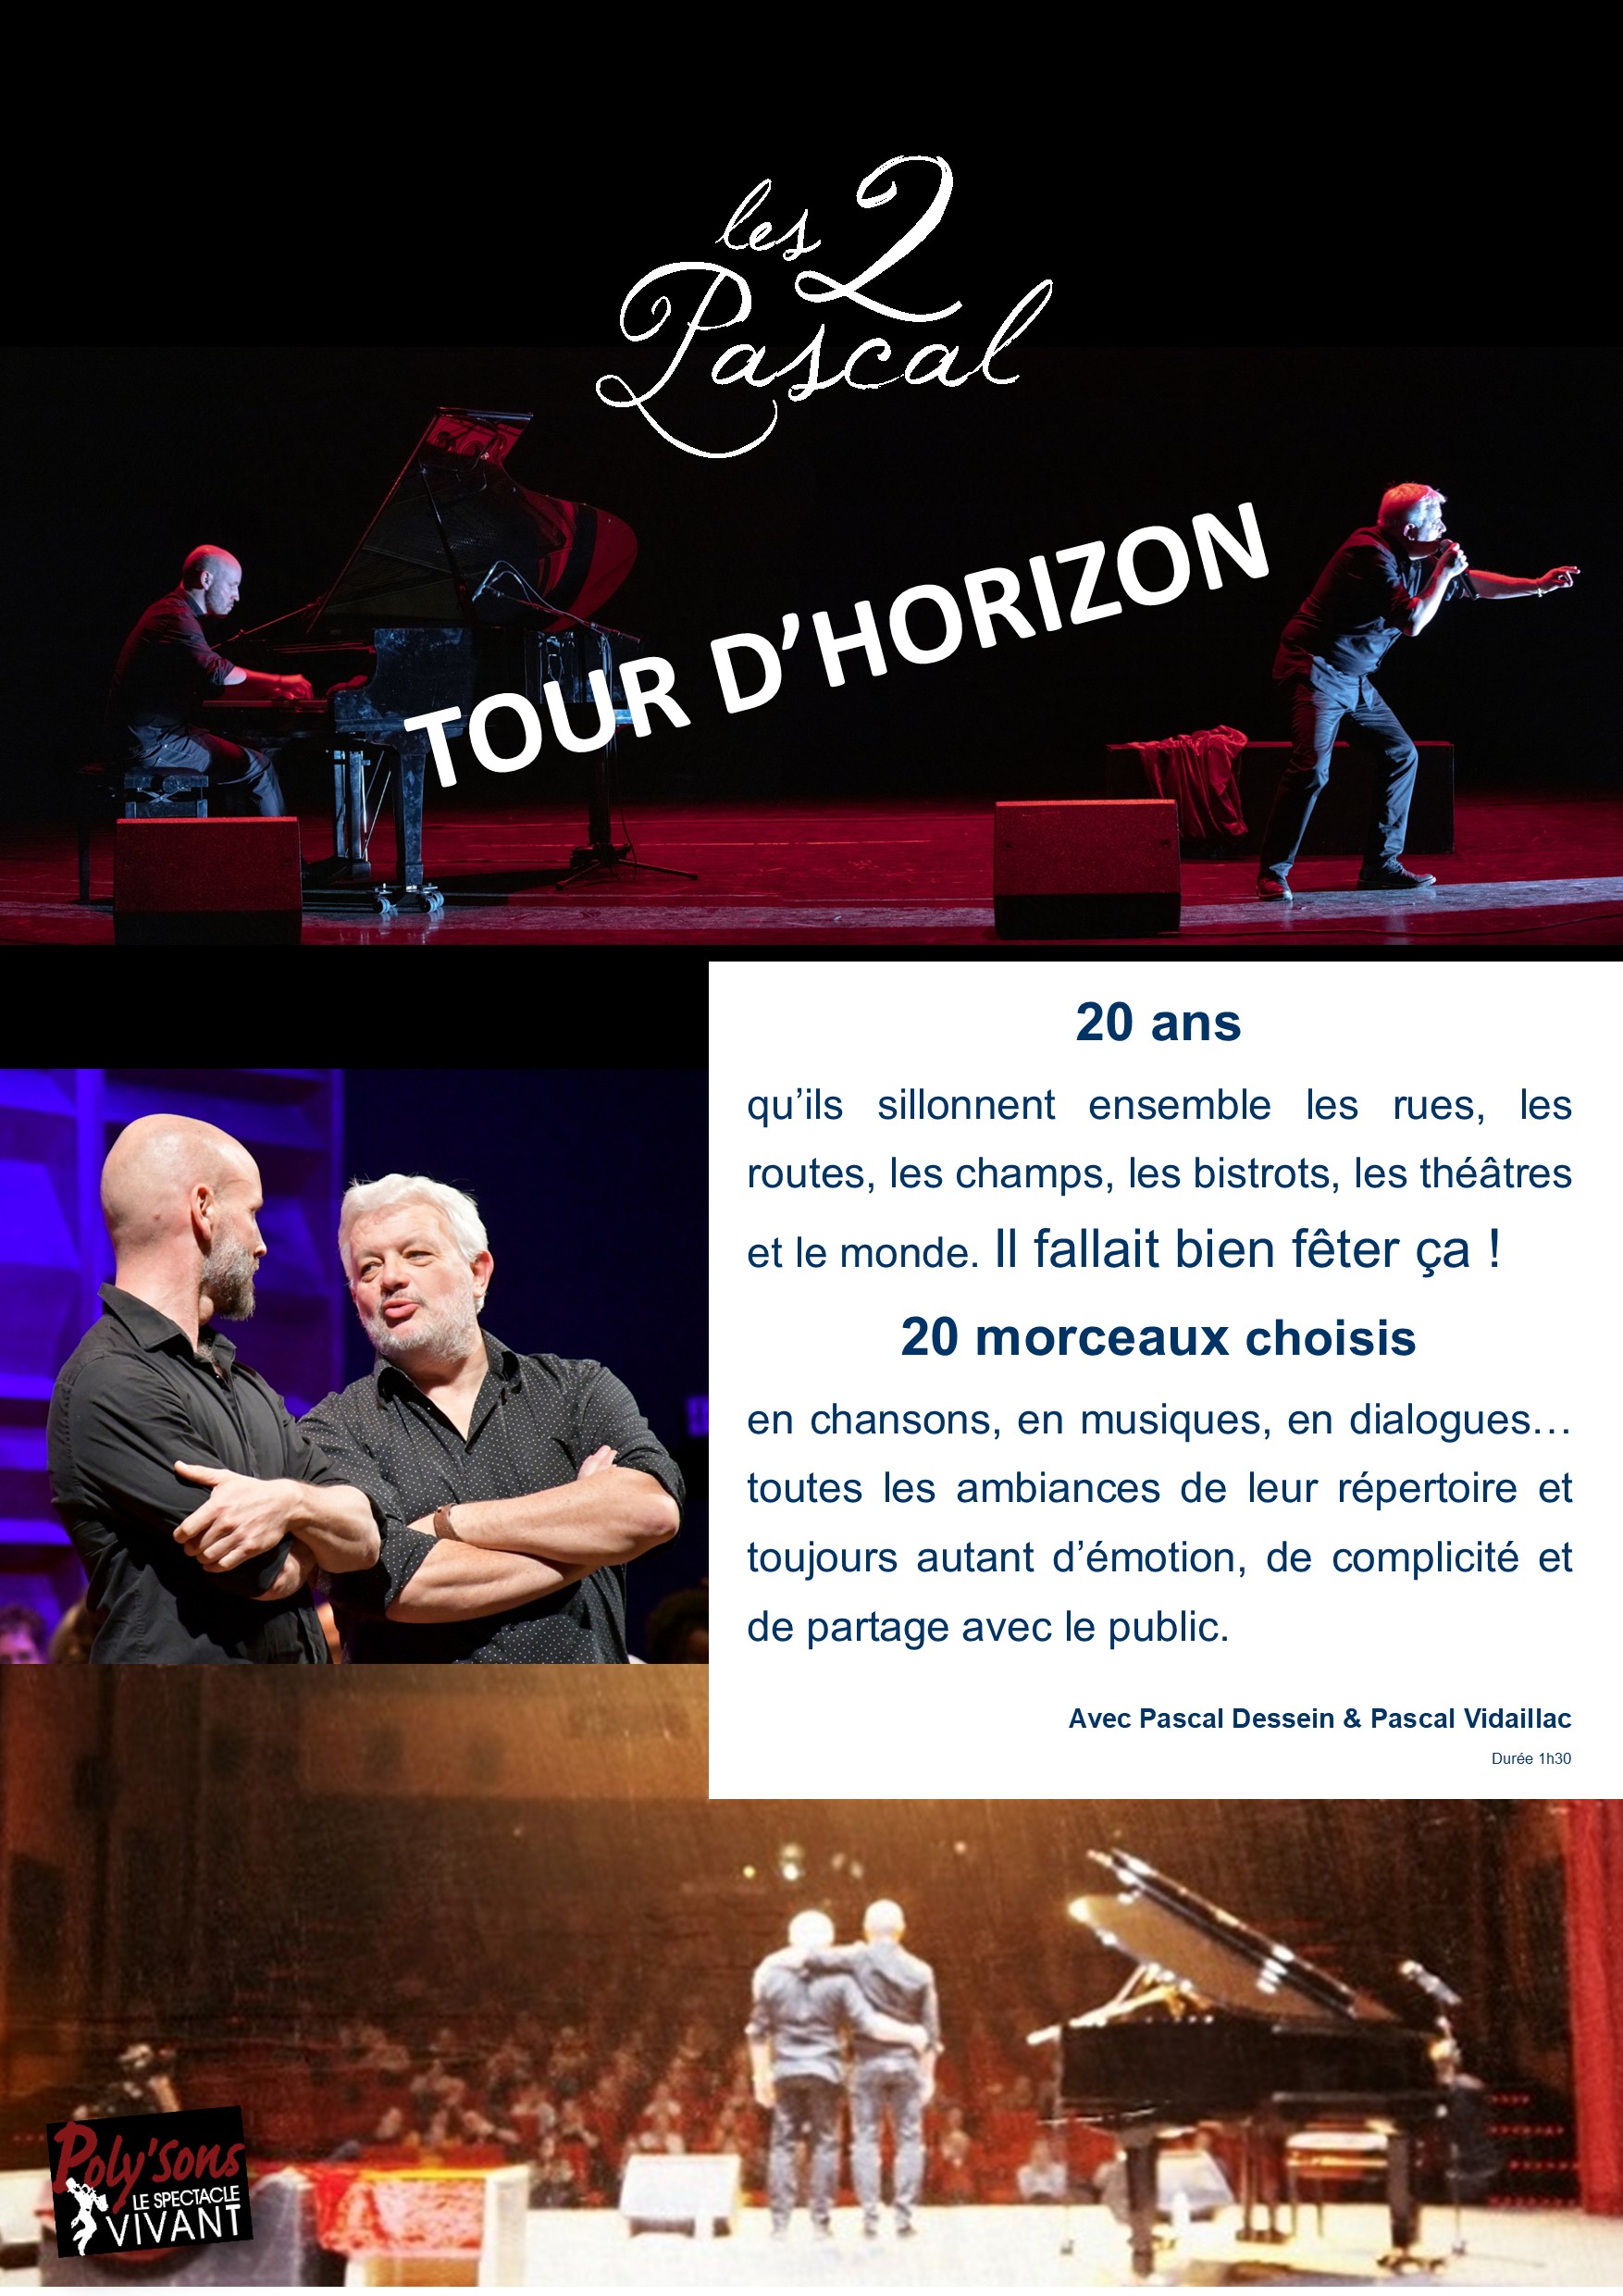 les 2
Pascal
TOUR D’HORIZON
20 ans
qu’ils sillonnent ensemble les rues, les
routes, les champs, les bistrots, les théâtres
et le monde. Il fallait bien fêter ça !
20 morceaux choisis
en chansons, en musiques, en dialogues…
toutes les ambiances de leur répertoire et
toujours autant d’émotion, de complicité et
de partage avec le public.
Avec Pascal Dessein & Pascal Vidaillac
Durée 1h30
Poly'Sons
LE SPECTACLE
VIVANT